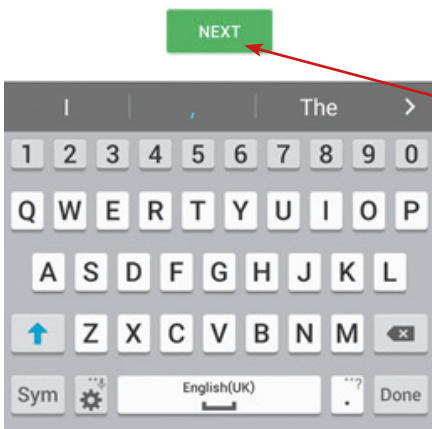 NEXT
I , The >
1 2 3 4 5 6 7 8 9 0
Q W E R T Y U I O P
A S D F G H J K L
Z X C V B N M
Sym English(UK) . ...? Done